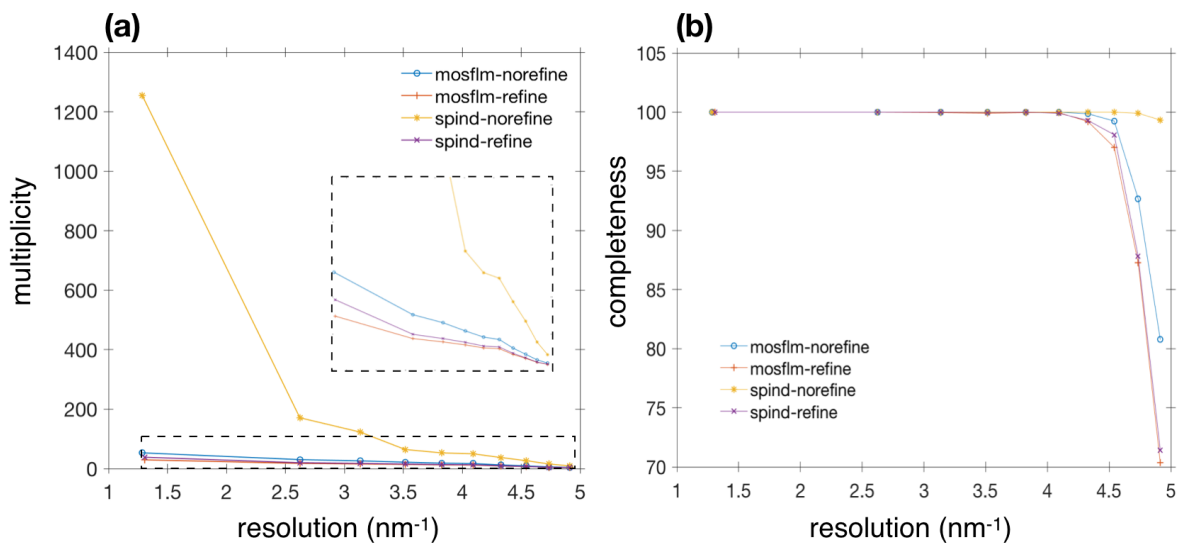 (a)
multiplicity
1400
1200
1000
800
600
400
200
0
1
1.5
2
2.5
3
3.5
4
4.5
5
resolution (nm⁻¹)
mosflm-norefine
mosflm-refine
spind-norefine
spind-refine
(b)
completeness
105
100
95
90
85
80
75
70
1
1.5
2
2.5
3
3.5
4
4.5
5
resolution (nm⁻¹)
mosflm-norefine
mosflm-refine
spind-norefine
spind-refine